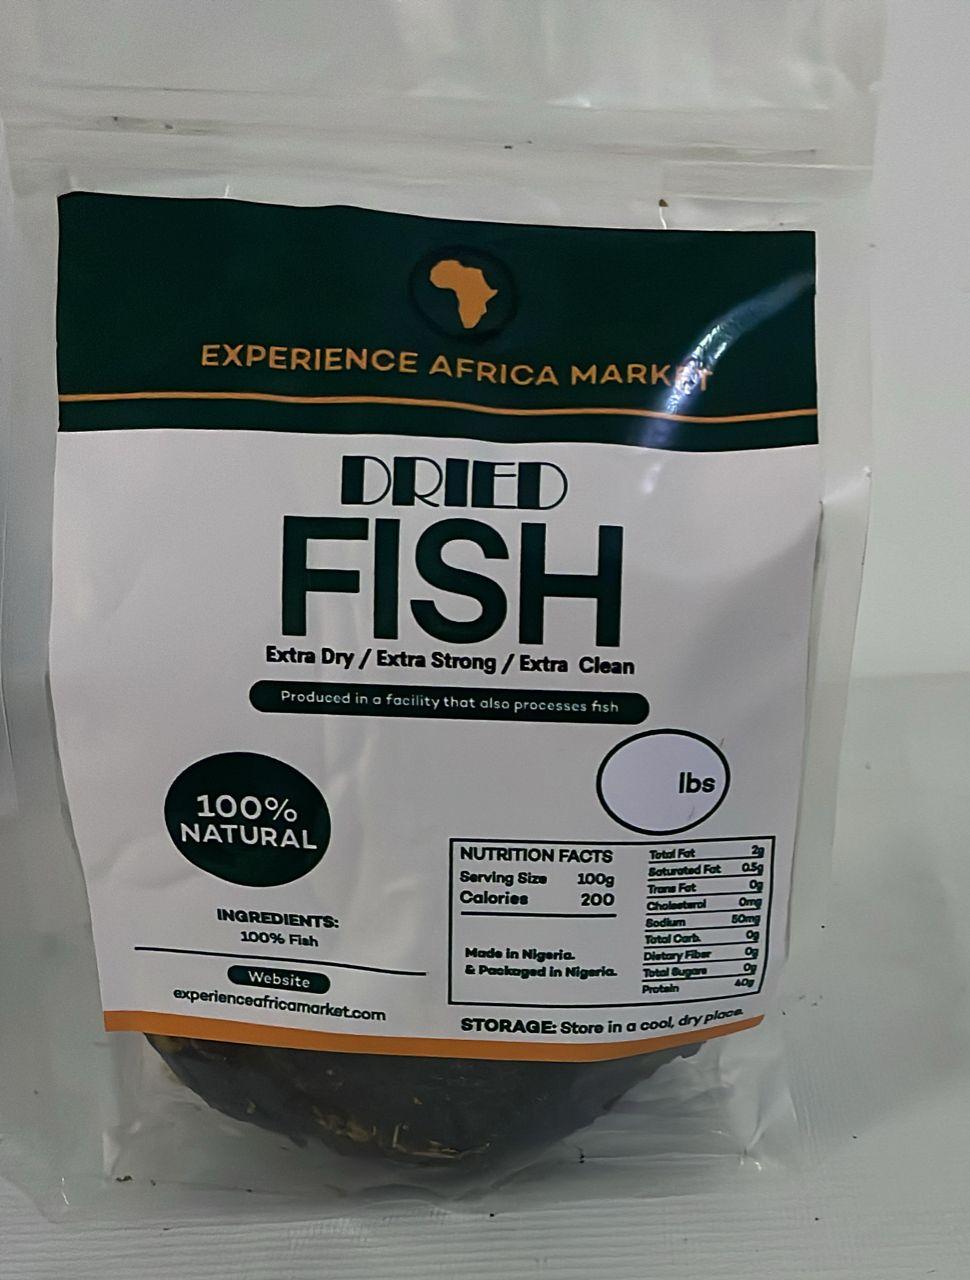 EXPERIENCE AFRICA MARKET
DRIED
FISH
Extra Dry / Extra Strong / Extra Clean
Produced in a facility that also processes fish
lbs
100%
NATURAL
INGREDIENTS:
100% Fish
Website
experienceafricamarket.com
NUTRITION FACTS
Serving Size 100g
Calories 200
Made in Nigeria.
& Packaged in Nigeria.
Total Fat 2g
Saturated Fat 0.5g
Trans Fat 0g
Cholesterol 0mg
Sodium 50mg
Total Carb. 0g
Dietary Fiber 0g
Total Sugars 0g
Protein 40g
STORAGE: Store in a cool, dry place.